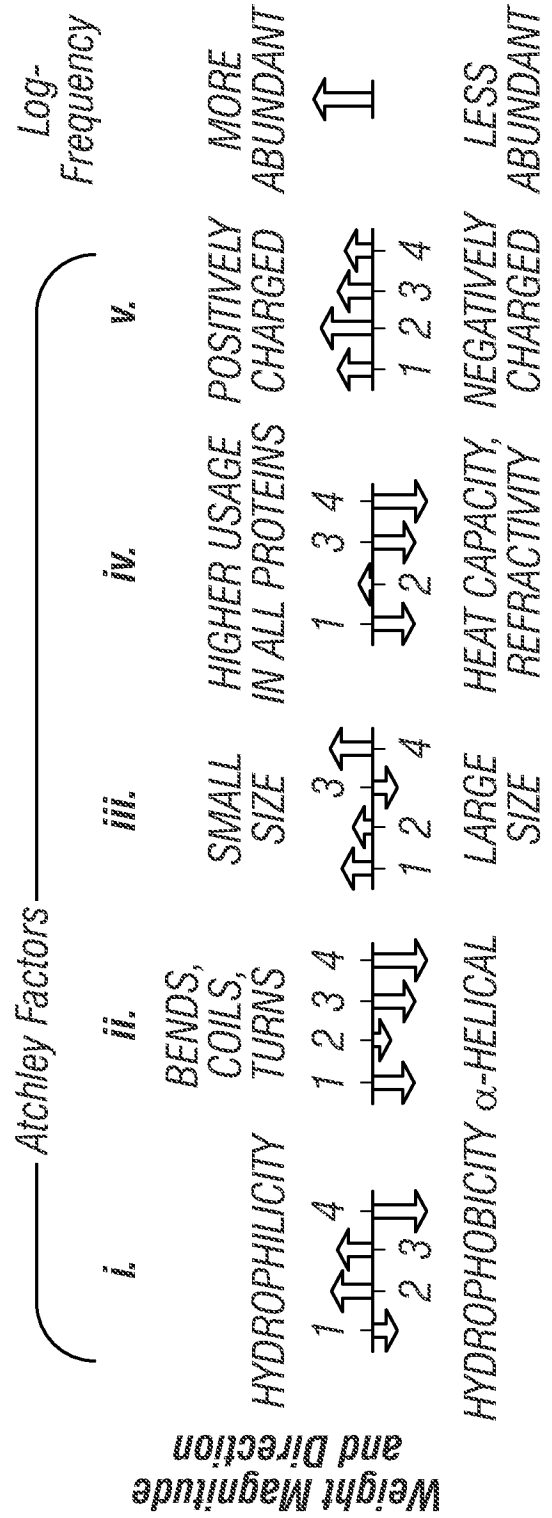 Weight Magnitude
and Direction
Atchley Factors
Log-
Frequency
i.
ii.
iii.
iv.
v.
HYDROPHILICITY
BENDS,
COILS,
TURNS
SMALL
SIZE
HIGHER USAGE
IN ALL PROTEINS
POSITIVELY
CHARGED
MORE
ABUNDANT
1 2 3 4
1 2 3 4
1 2 3 4
1 2 3 4
1 2 3 4
HYDROPHOBICITY
α-HELICAL
LARGE
SIZE
HEAT CAPACITY,
REFRACTIVITY
NEGATIVELY
CHARGED
LESS
ABUNDANT